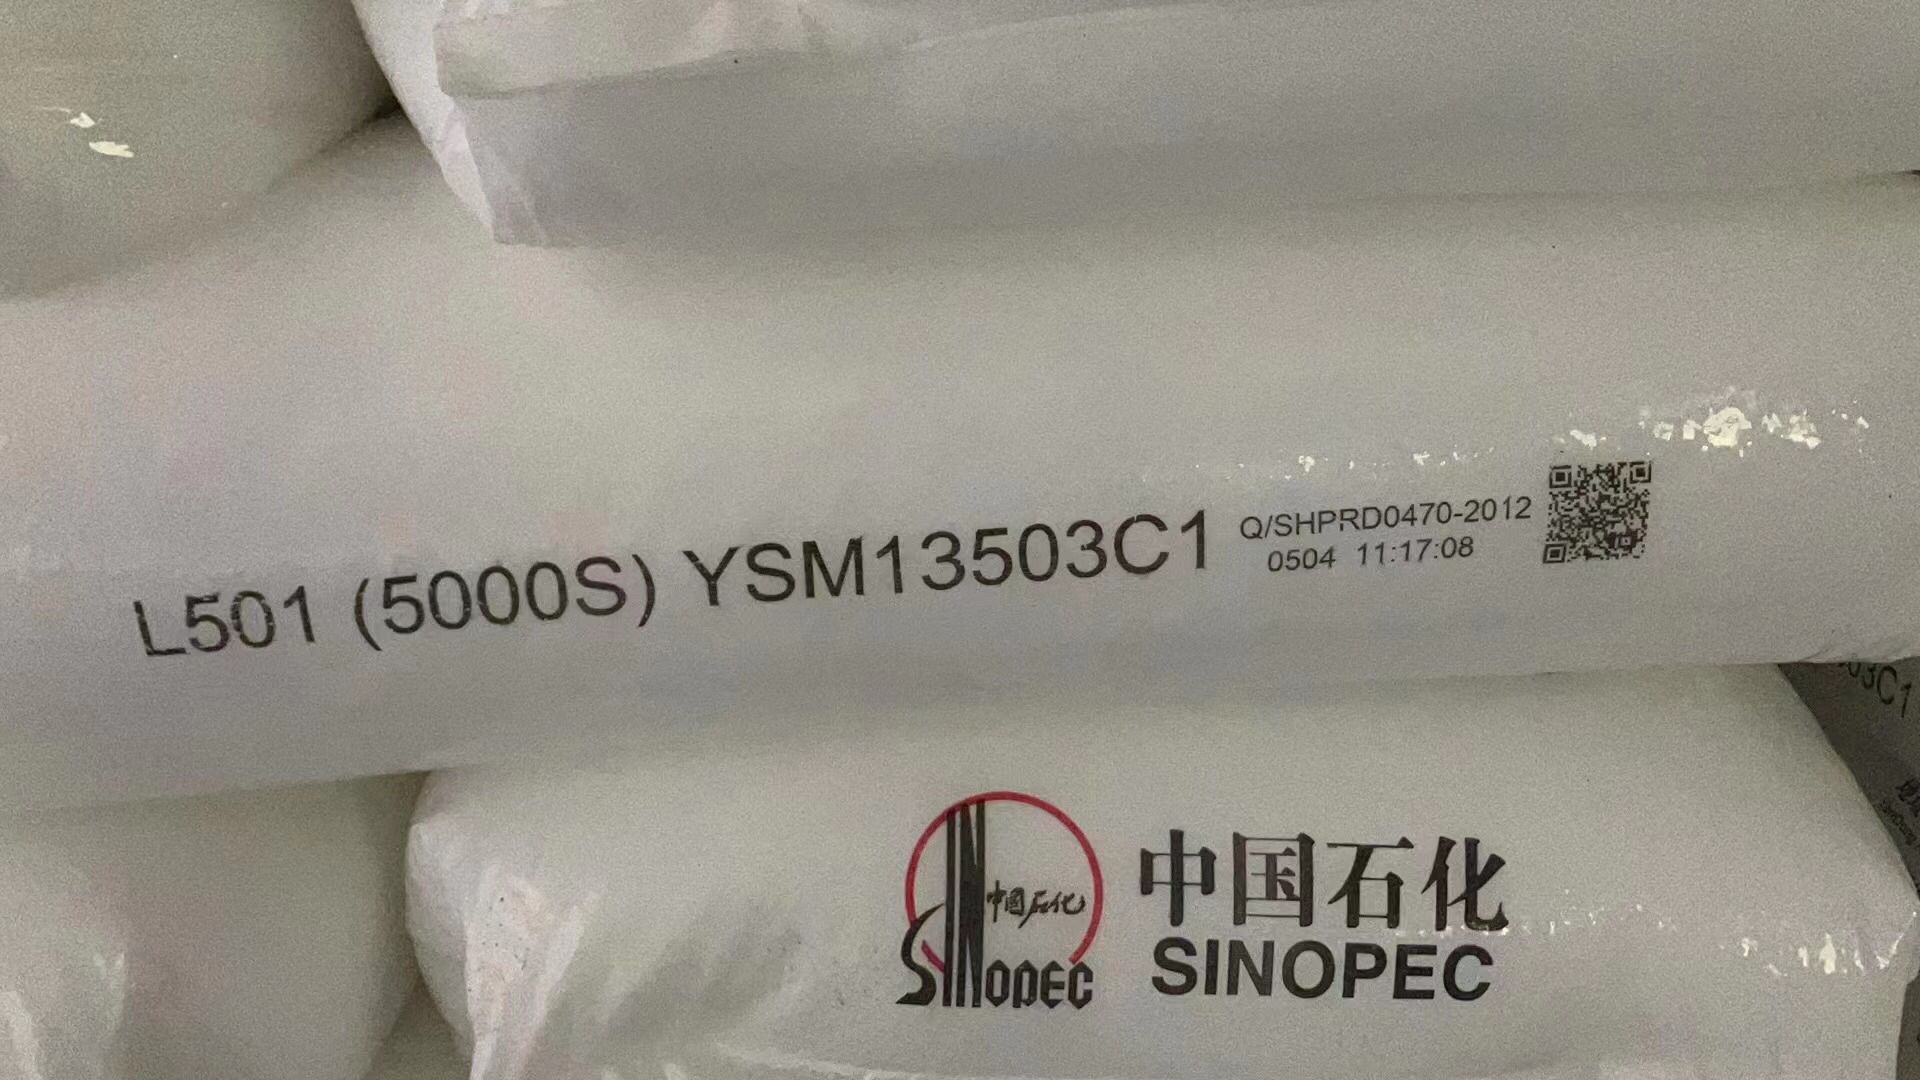 L501 (5000S) YSM13503C1
Q/SHPRD0470-2012
0504 11:17:08
03C1
中国石化
SINOPEC
中国石化
SINOPEC